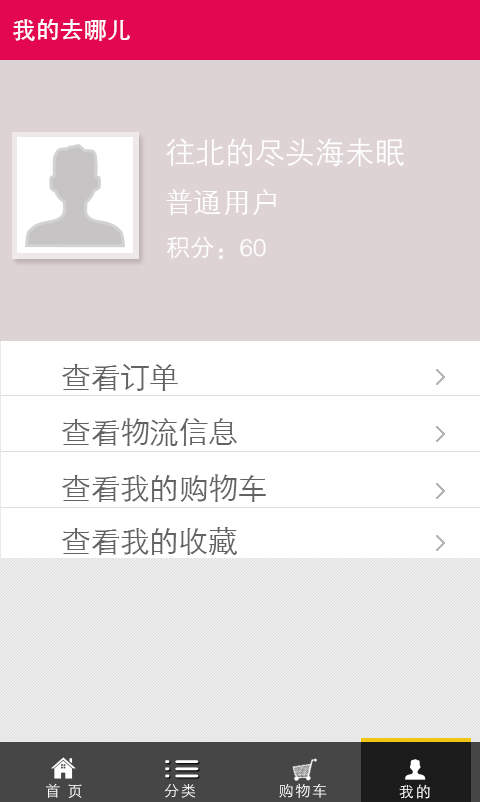 我的去哪儿
往北的尽头海未眠
普通用户
积分：60
查看订单
查看物流信息
查看我的购物车
查看我的收藏
首页 分类 购物车 我的